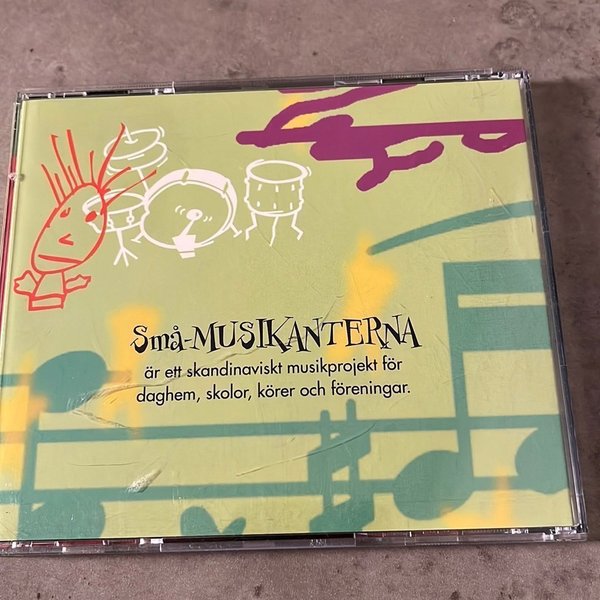 Små-MUSIKANTERNA
är ett skandinaviskt musikprojekt för
daghem, skolor, körer och föreningar.